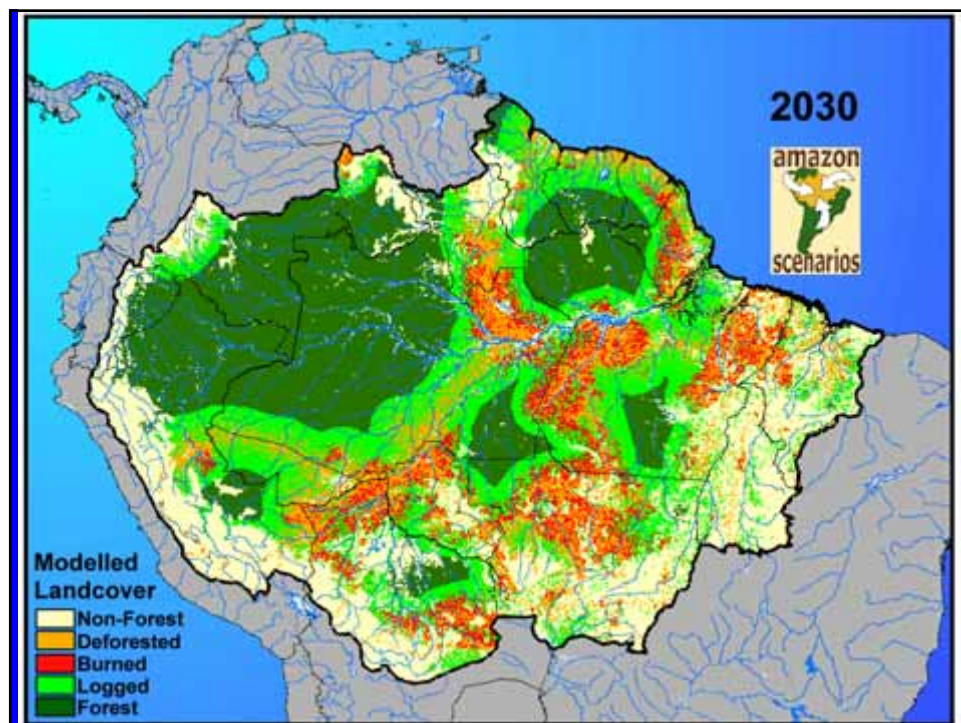 2030
amazon
scenarios
Modelled
Landcover
Non-Forest
Deforested
Burned
Logged
Forest